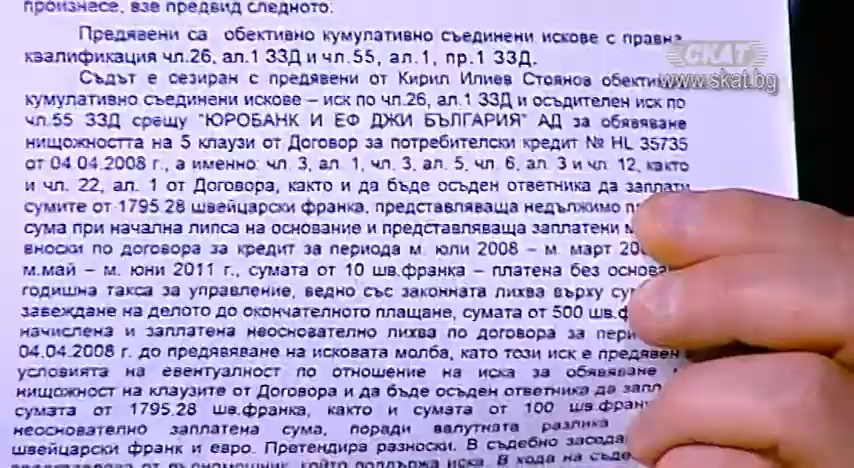 произнесе, взе предвид следното:
Предявени са обективно кумулативно съединени искове с правна
квалификация чл.26, ал.1 ЗЗД и чл.55, ал.1, пр.1 ЗЗД.
СКАТ
www.skat.bg
Съдът е сезиран с предявени от Кирил Илиев Стоянов
кумулативно съединени искове – иск по чл.26, ал.1 ЗЗД и осъдителен иск по
чл.55 ЗЗД срещу "ЮРОБАНК И ЕФ ДЖИ БЪЛГАРИЯ" АД за обявяване
нищожността на 5 клаузи от Договор за потребителски кредит № HL 35735
от 04.04.2008 г., а именно: чл. 3, ал. 1, чл. 3, ал. 5, чл. 6, ал. 3 и чл. 12, както
и чл. 22, ал. 1 от Договора, както и да бъде осъден ответника да заплати
сумите от 1795.28 швейцарски франка, представляваща недължимо
сума при начална липса на основание и представляваща заплатени
вноски по договора за кредит за периода м. юли 2008 – м. март
м.май – м. юни 2011 г., сумата от 10 шв.франка – платена без
годишна такса за управление, ведно със законната лихва върху
завеждане на делото до окончателното плащане, сумата от 500
начислена и заплатена неоснователно лихва по договора за
04.04.2008 г. до предявяване на исковата молба, като този иск е предявен
условията на евентуалност по отношение на иска за обявяване
нищожност на клаузите от Договора и да бъде осъден ответника да
сумата от 1795,28 шв.франка, както и сумата от 100
неоснователно заплатена сума, поради валутната разлика
швейцарски франк и евро. Претендира разноски. В съдебно
който поддържа иска. В хода на